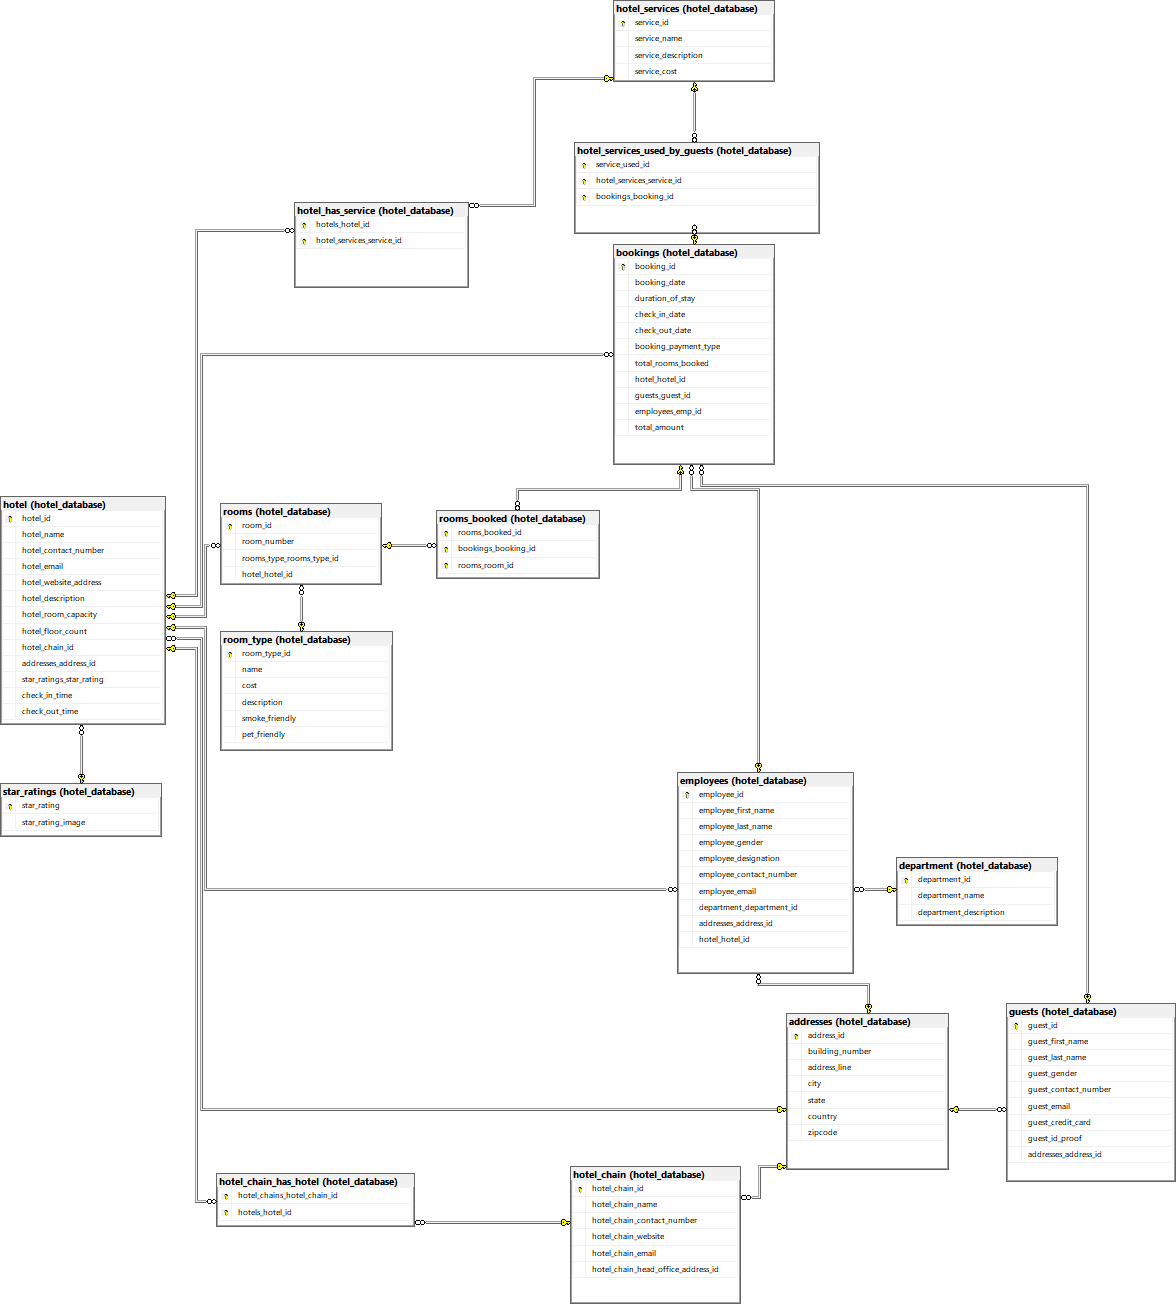 hotel_services (hotel_database)
service_id
service_name
service_description
service_cost
hotel_services_used_by_guests (hotel_database)
service_used_id
hotel_services_service_id
bookings_booking_id
hotel_has_service (hotel_database)
hotels_hotel_id
hotel_services_service_id
bookings (hotel_database)
booking_id
booking_date
duration_of_stay
check_in_date
check_out_date
booking_payment_type
total_rooms_booked
hotel_hotel_id
guests_guest_id
employees_emp_id
total_amount
hotel (hotel_database)
hotel_id
hotel_name
hotel_contact_number
hotel_email
hotel_website_address
hotel_description
hotel_room_capacity
hotel_floor_count
hotel_chain_id
addresses_address_id
star_ratings_star_rating
check_in_time
check_out_time
rooms (hotel_database)
room_id
room_number
rooms_type_rooms_type_id
hotel_hotel_id
rooms_booked (hotel_database)
rooms_booked_id
bookings_booking_id
rooms_room_id
room_type (hotel_database)
room_type_id
name
cost
description
smoke_friendly
pet_friendly
star_ratings (hotel_database)
star_rating
star_rating_image
employees (hotel_database)
employee_id
employee_first_name
employee_last_name
employee_gender
employee_designation
employee_contact_number
employee_email
department_department_id
addresses_address_id
hotel_hotel_id
department (hotel_database)
department_id
department_name
department_description
addresses (hotel_database)
address_id
building_number
address_line
city
state
country
zipcode
guests (hotel_database)
guest_id
guest_first_name
guest_last_name
guest_gender
guest_contact_number
guest_email
guest_credit_card
guest_id_proof
addresses_address_id
hotel_chain_has_hotel (hotel_database)
hotel_chains_hotel_chain_id
hotels_hotel_id
hotel_chain (hotel_database)
hotel_chain_id
hotel_chain_name
hotel_chain_contact_number
hotel_chain_website
hotel_chain_email
hotel_chain_head_office_address_id